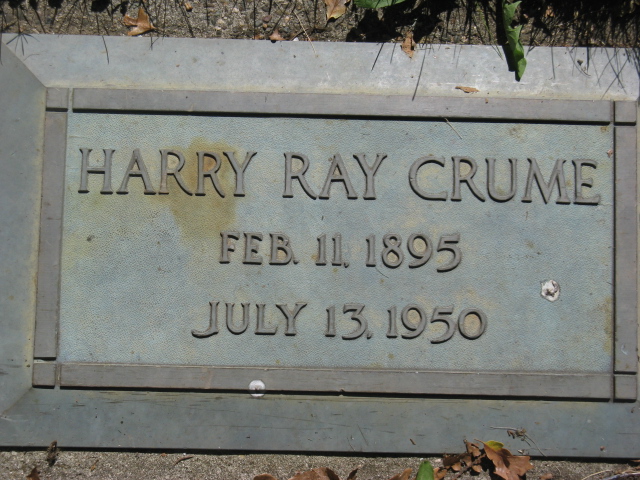 HARRY RAY CRUME
FEB. 11, 1895
JULY 13, 1950